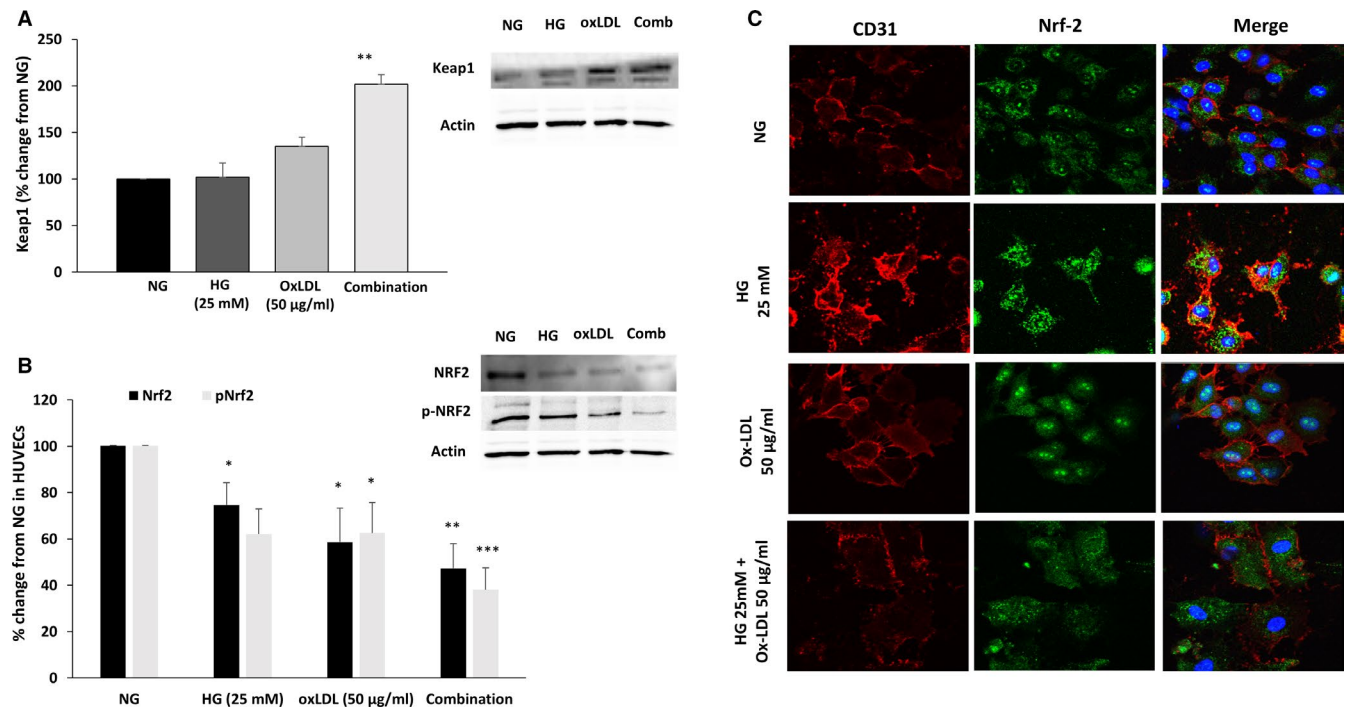 A
Keap1 (% change from NG)
250
200
150
100
50
0
**
NG
HG
(25 mM)
OxLDL
(50 µg/ml)
Combination
NG HG oxLDL Comb
Keap1
Actin
B
Nrf2 pNrf2
% change from NG in HUVECs
120
100
80
60
40
20
0
*
* *
**
***
NG HG (25 mM) oxLDL (50 µg/ml) Combination
NG HG oxLDL Comb
NRF2
p-NRF2
Actin
C
CD31 Nrf-2 Merge
NG
HG
25 mM
Ox-LDL
50 µg/ml
HG 25mM +
Ox-LDL 50 µg/ml